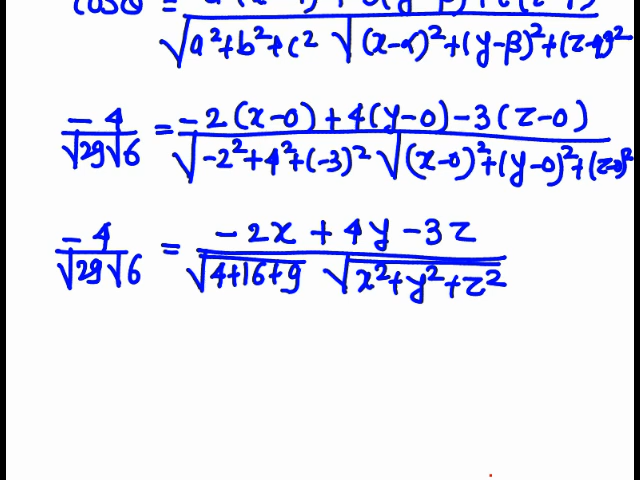 cosθ =
√a²+b²+c² √(x-α)²+(y-β)²+(z-γ)²
-4/√29√6 = -2(x-0)+4(y-0)-3(z-0)/√-2²+4²+(-3)² √(x-0)²+(y-0)²+(z-0)²
-4/√29√6 = -2x+4y-3z/√4+16+9 √x²+y²+z²